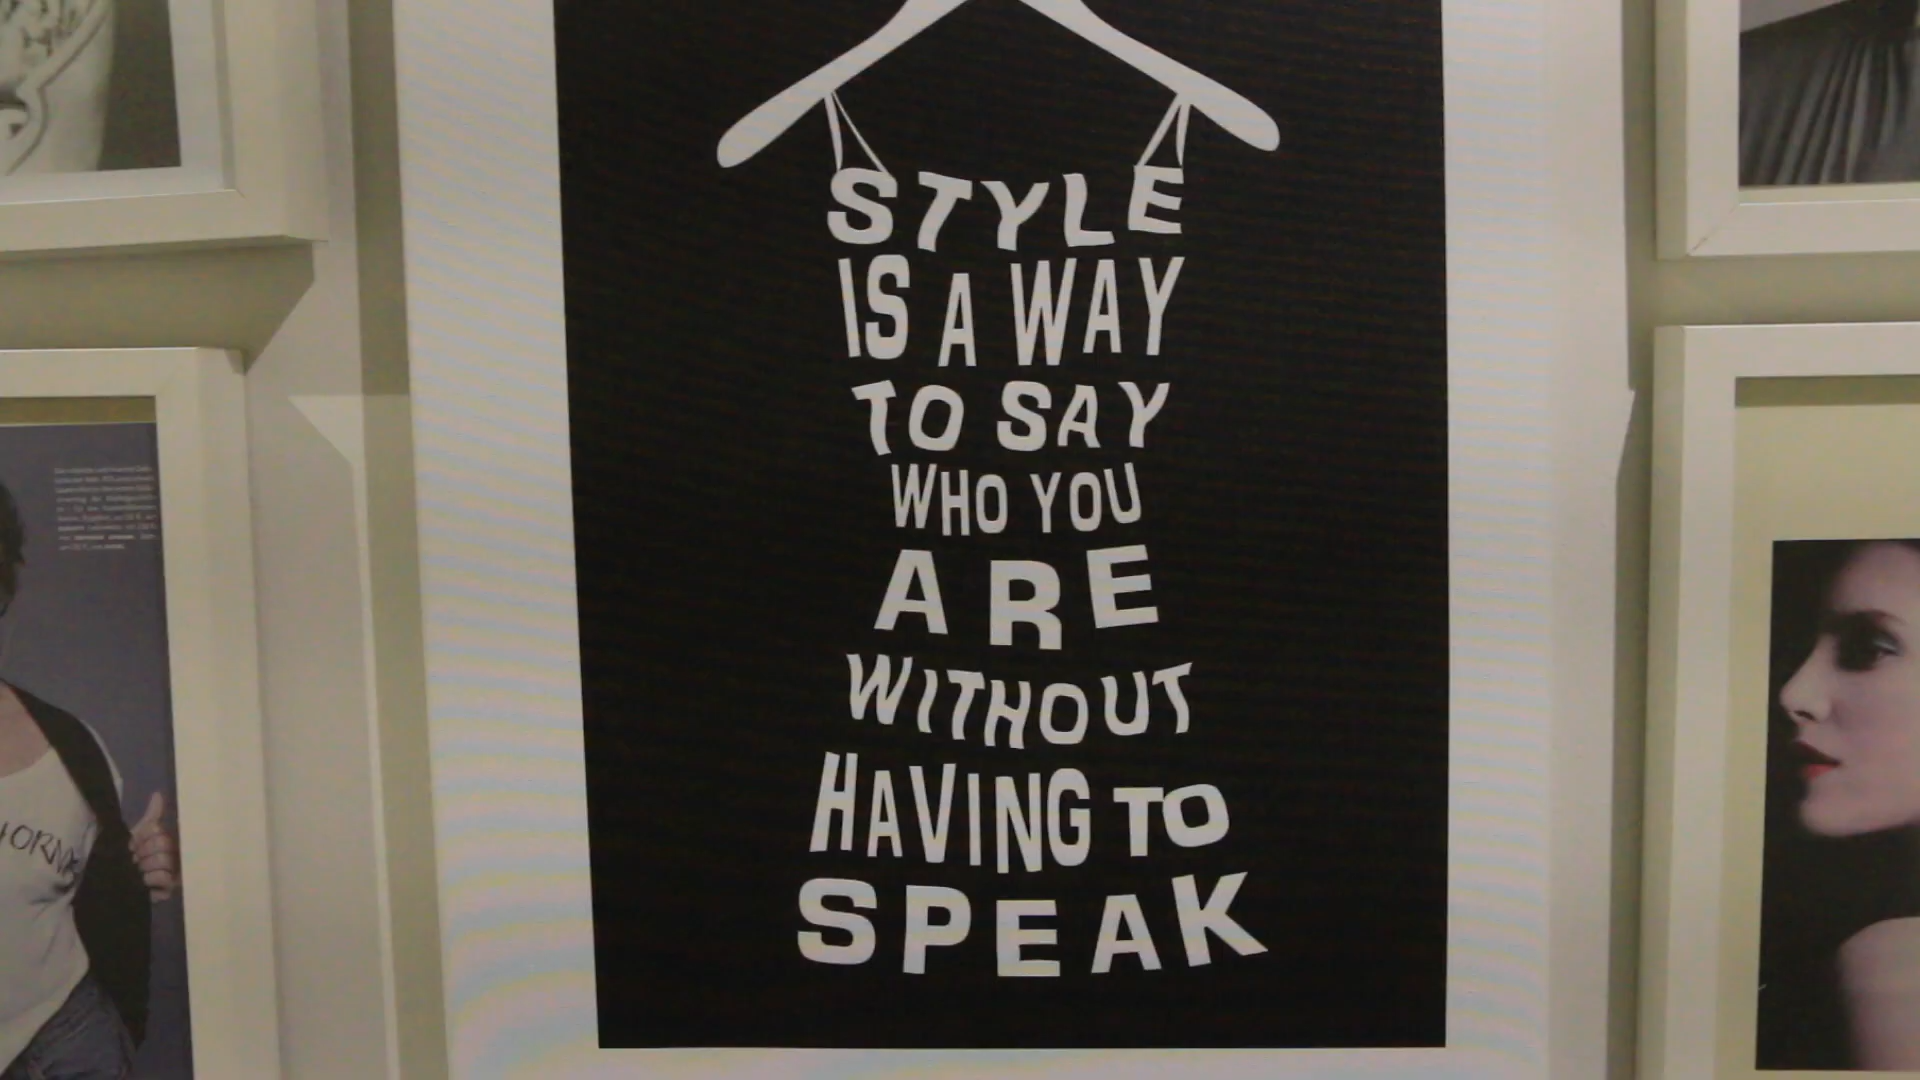 STYLE
IS A WAY
TO SAY
WHO YOU
ARE
WITHOUT
HAVING TO
SPEAK